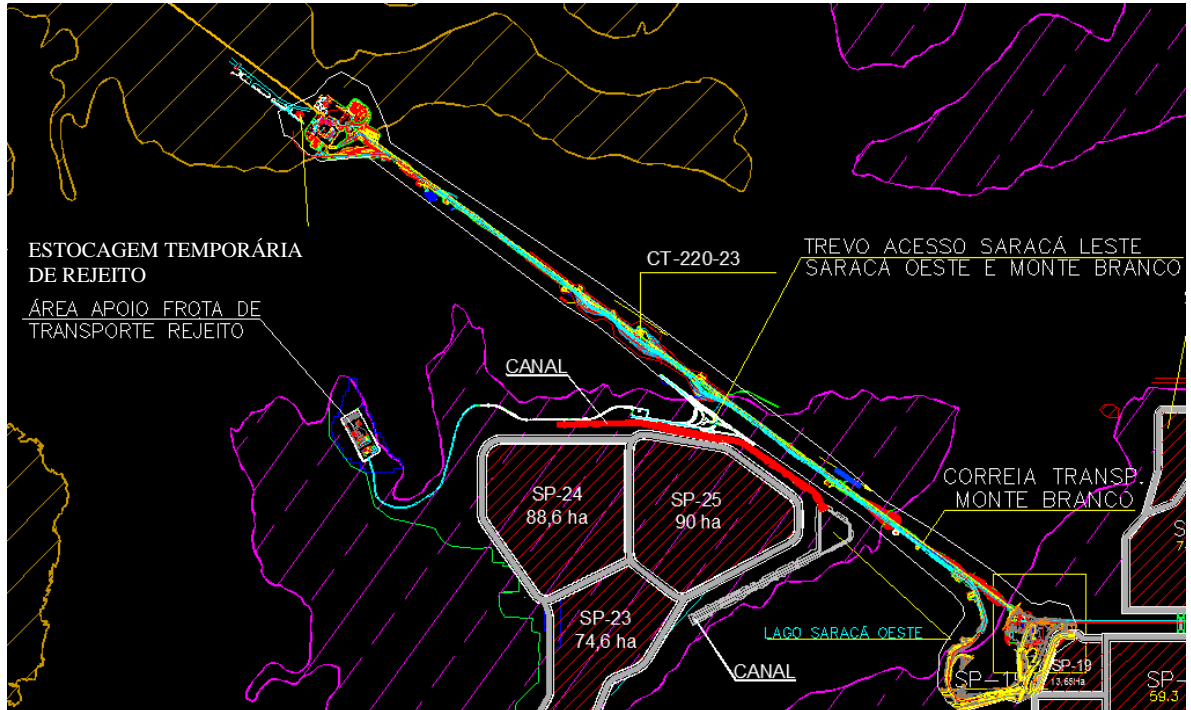 ESTOCAGEM TEMPORÁRIA
DE REJEITO
ÁREA APOIO FROTA DE
TRANSPORTE REJEITO
CT-220-23
TREVO ACESSO SARACÁ LESTE
SARACÁ OESTE E MONTE BRANCO
CANAL
SP-24
88,6 ha
SP-25
90 ha
CORREIA TRANSP.
MONTE BRANCO
SP-23
74,6 ha
LAGO SARACÁ OESTE
CANAL
SP-19
13,65Ha
59.3